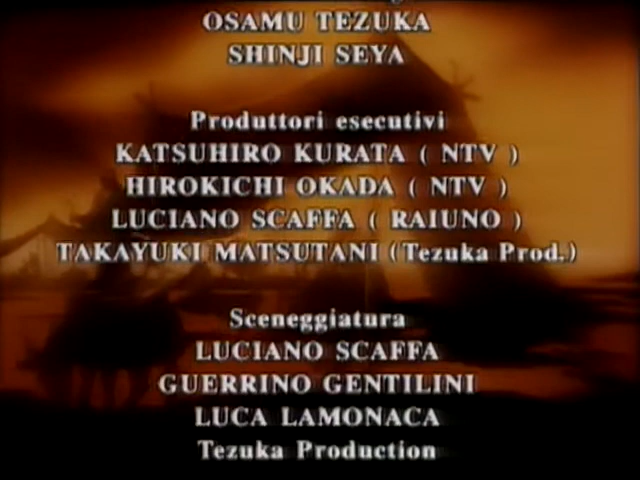 OSAMU TEZUKA
SHINJI SEYA
Produttori esecutivi
KATSUHIRO KURATA ( NTV )
HIROKICHI OKADA ( NTV )
LUCIANO SCAFFA ( RAIUNO )
TAKAYUKI MATSUTANI (Tezuka Prod.)
Sceneggiatura
LUCIANO SCAFFA
GUERRINO GENTILINI
LUCA LAMONACA
Tezuka Production